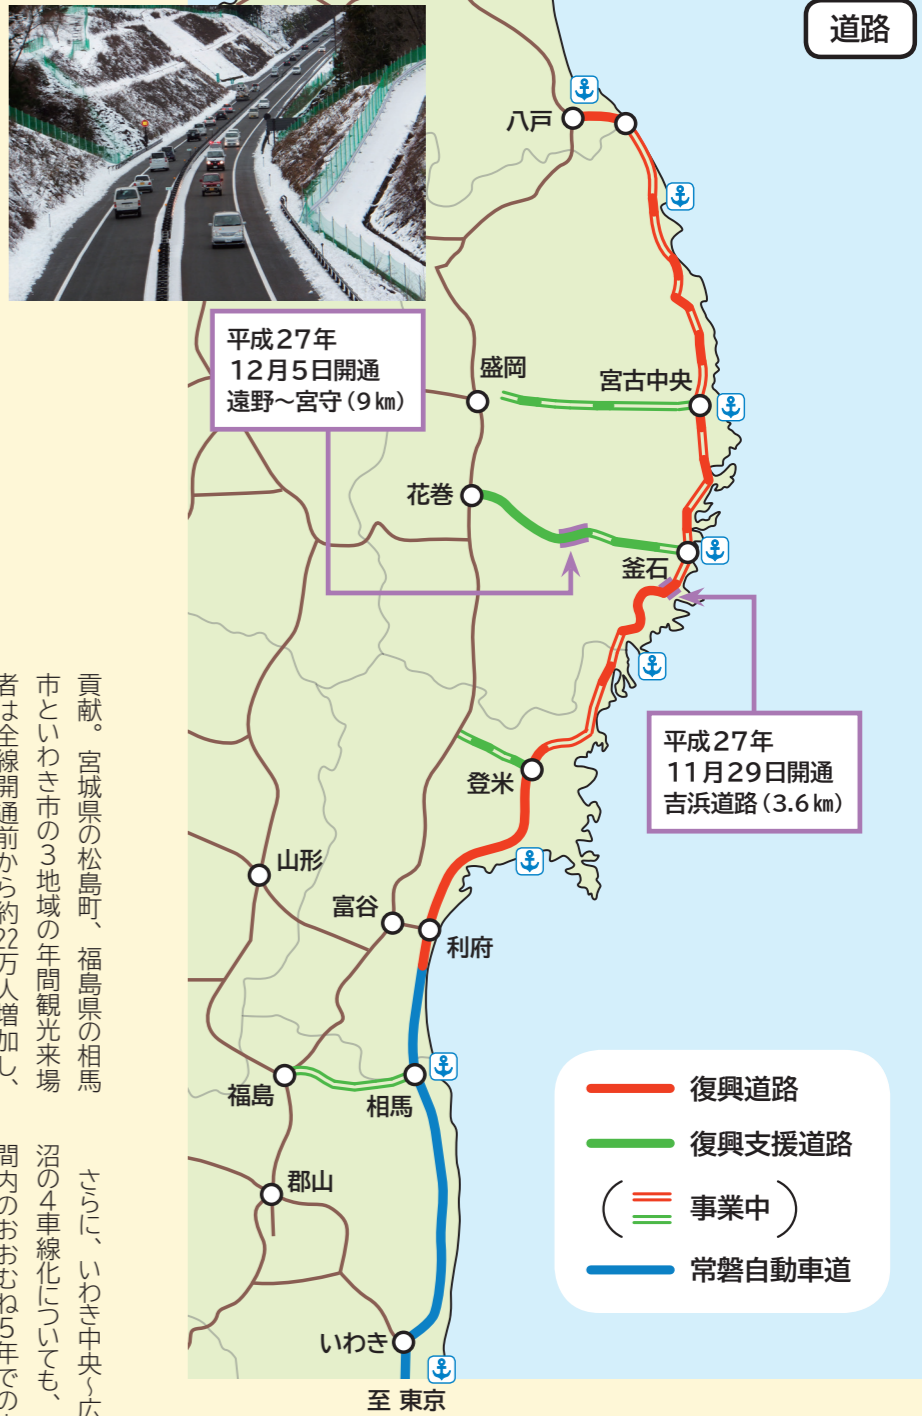 道路
八戸
平成27年
12月5日開通
遠野～宮守(9㎞)
盛岡
宮古中央
花巻
釜石
平成27年
11月29日開通
吉浜道路(3.6㎞)
登米
山形
富谷
利府
福島
相馬
郡山
いわき
至 東京
復興道路
復興支援道路
(事業中)
常磐自動車道
貢献。宮城県の松島町、福島県の相馬
市といわき市の3地域の年間観光来場
者は全線開通前から約22万人増加し、
さらに、いわき中央～広
沼の4車線化についても、
間内のおおむね5年での